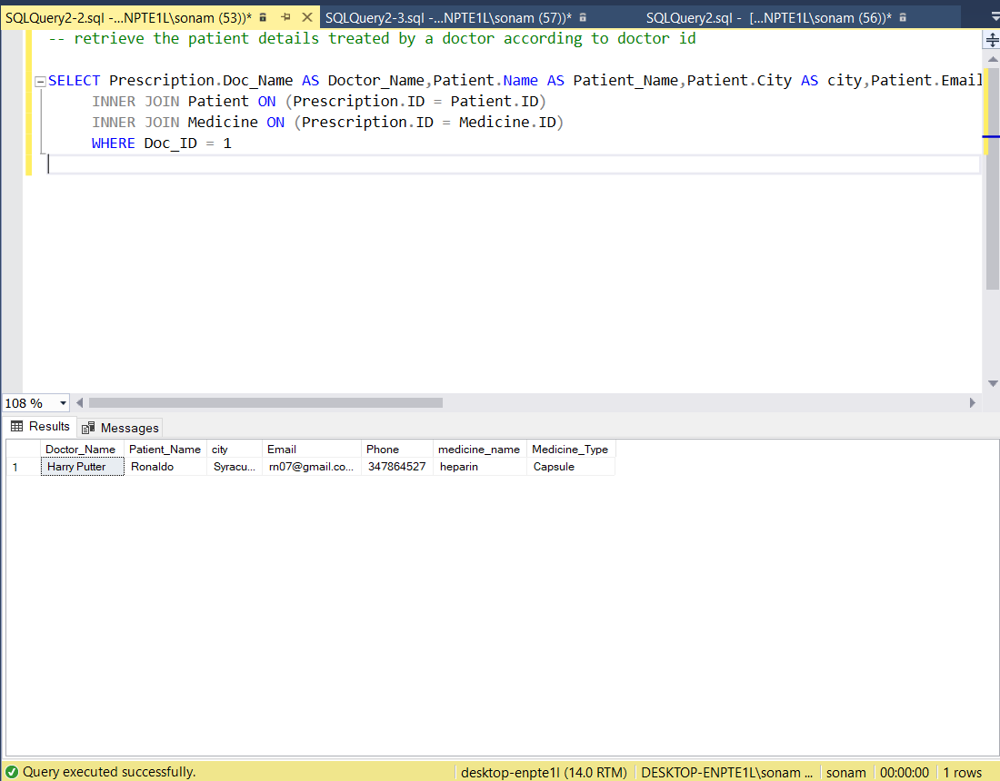 SQLQuery2-2.sql -...NPTE1L\sonam (53))* SQLQuery2-3.sql -...NPTE1L\sonam (57))* SQLQuery2.sql - [...NPTE1L\sonam (56))*
-- retrieve the patient details treated by a doctor according to doctor id
SELECT Prescription.Doc_Name AS Doctor_Name,Patient.Name AS Patient_Name,Patient.City AS city,Patient.Email
INNER JOIN Patient ON (Prescription.ID = Patient.ID)
INNER JOIN Medicine ON (Prescription.ID = Medicine.ID)
WHERE Doc_ID = 1
108 %
Results Messages
Doctor_Name Patient_Name city Email Phone medicine_name Medicine_Type
1 Harry Putter Ronaldo Syracu... rn07@gmail.co... 347864527 heparin Capsule
Query executed successfully. desktop-enpte1l (14.0 RTM) DESKTOP-ENPTE1L\sonam ... sonam 00:00:00 1 rows